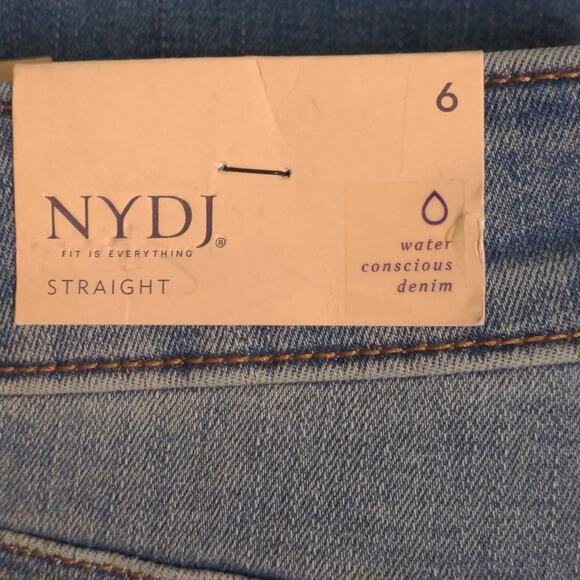 6
NYDJ®
FIT IS EVERYTHING
STRAIGHT
water
conscious
denim